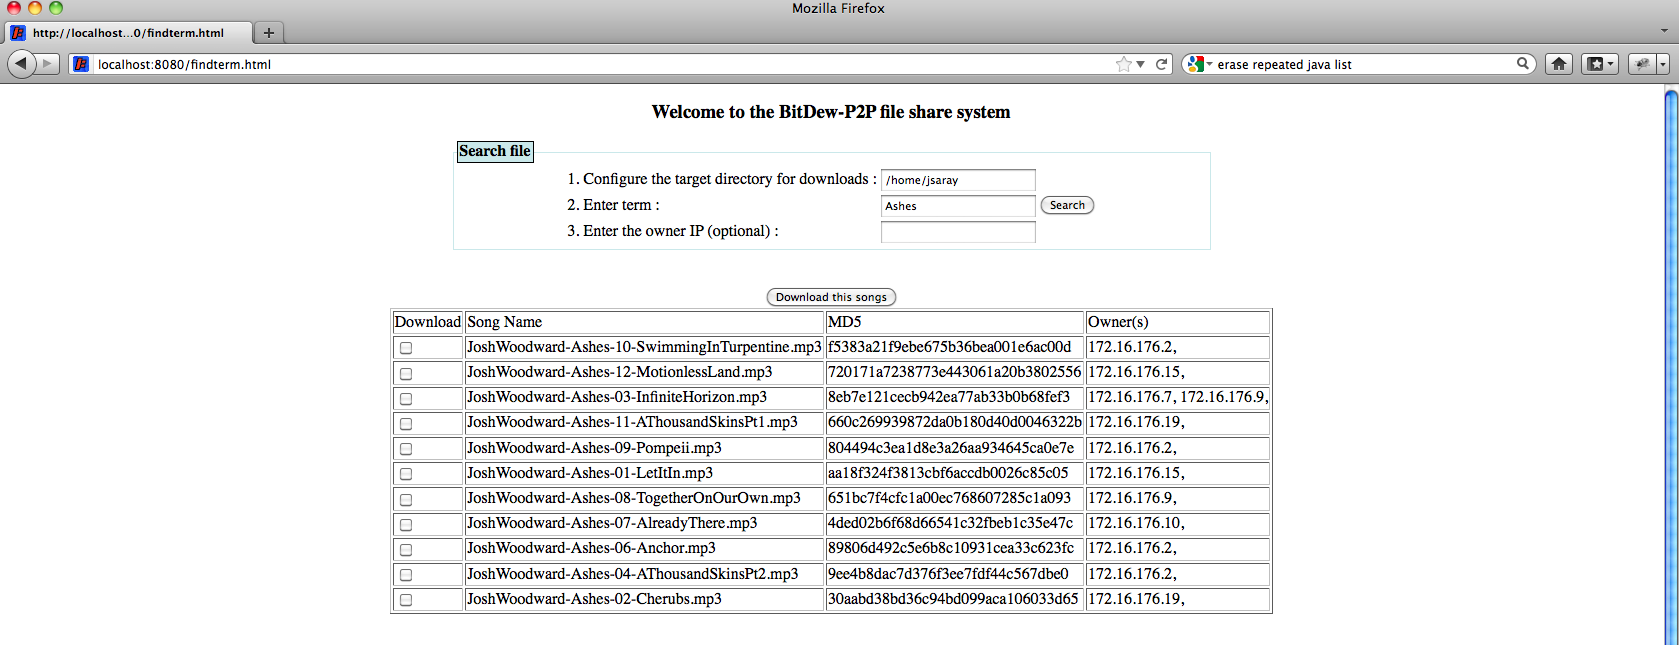 Mozilla Firefox
http://localhost...0/findterm.html
localhost:8080/findterm.html
erase repeated java list
Welcome to the BitDew-P2P file share system
Search file
1. Configure the target directory for downloads : /home/jsaray
2. Enter term : Ashes Search
3. Enter the owner IP (optional) :
Download this songs
Download Song Name MD5 Owner(s)
JoshWoodward-Ashes-10-SwimmingInTurpentine.mp3 f5383a21f9ebe675b36bea001e6ac00d 172.16.176.2,
JoshWoodward-Ashes-12-MotionlessLand.mp3 720171a7238773e443061a20b3802556 172.16.176.15,
JoshWoodward-Ashes-03-InfiniteHorizon.mp3 8eb7e121cecb942ea77ab33b0b68fef3 172.16.176.7, 172.16.176.9,
JoshWoodward-Ashes-11-AThousandSkinsPt1.mp3 660c269939872da0b180d40d0046322b 172.16.176.19,
JoshWoodward-Ashes-09-Pompeii.mp3 804494c3ea1d8e3a26aa934645ca0e7e 172.16.176.2,
JoshWoodward-Ashes-01-LetItIn.mp3 aa18f324f3813cbf6accdb0026c85c05 172.16.176.15,
JoshWoodward-Ashes-08-TogetherOnOurOwn.mp3 651bc7f4cfc1a00ec768607285c1a093 172.16.176.9,
JoshWoodward-Ashes-07-AlreadyThere.mp3 4ded02b6f68d66541c32fbeb1c35e47c 172.16.176.10,
JoshWoodward-Ashes-06-Anchor.mp3 89806d492c5e6b8c10931cea33c623fc 172.16.176.2,
JoshWoodward-Ashes-04-AThousandSkinsPt2.mp3 9ee4b8dac7d376f3ee7fdf44c567dbe0 172.16.176.2,
JoshWoodward-Ashes-02-Cherubs.mp3 30aabd38bd36c94bd099aca106033d65 172.16.176.19,